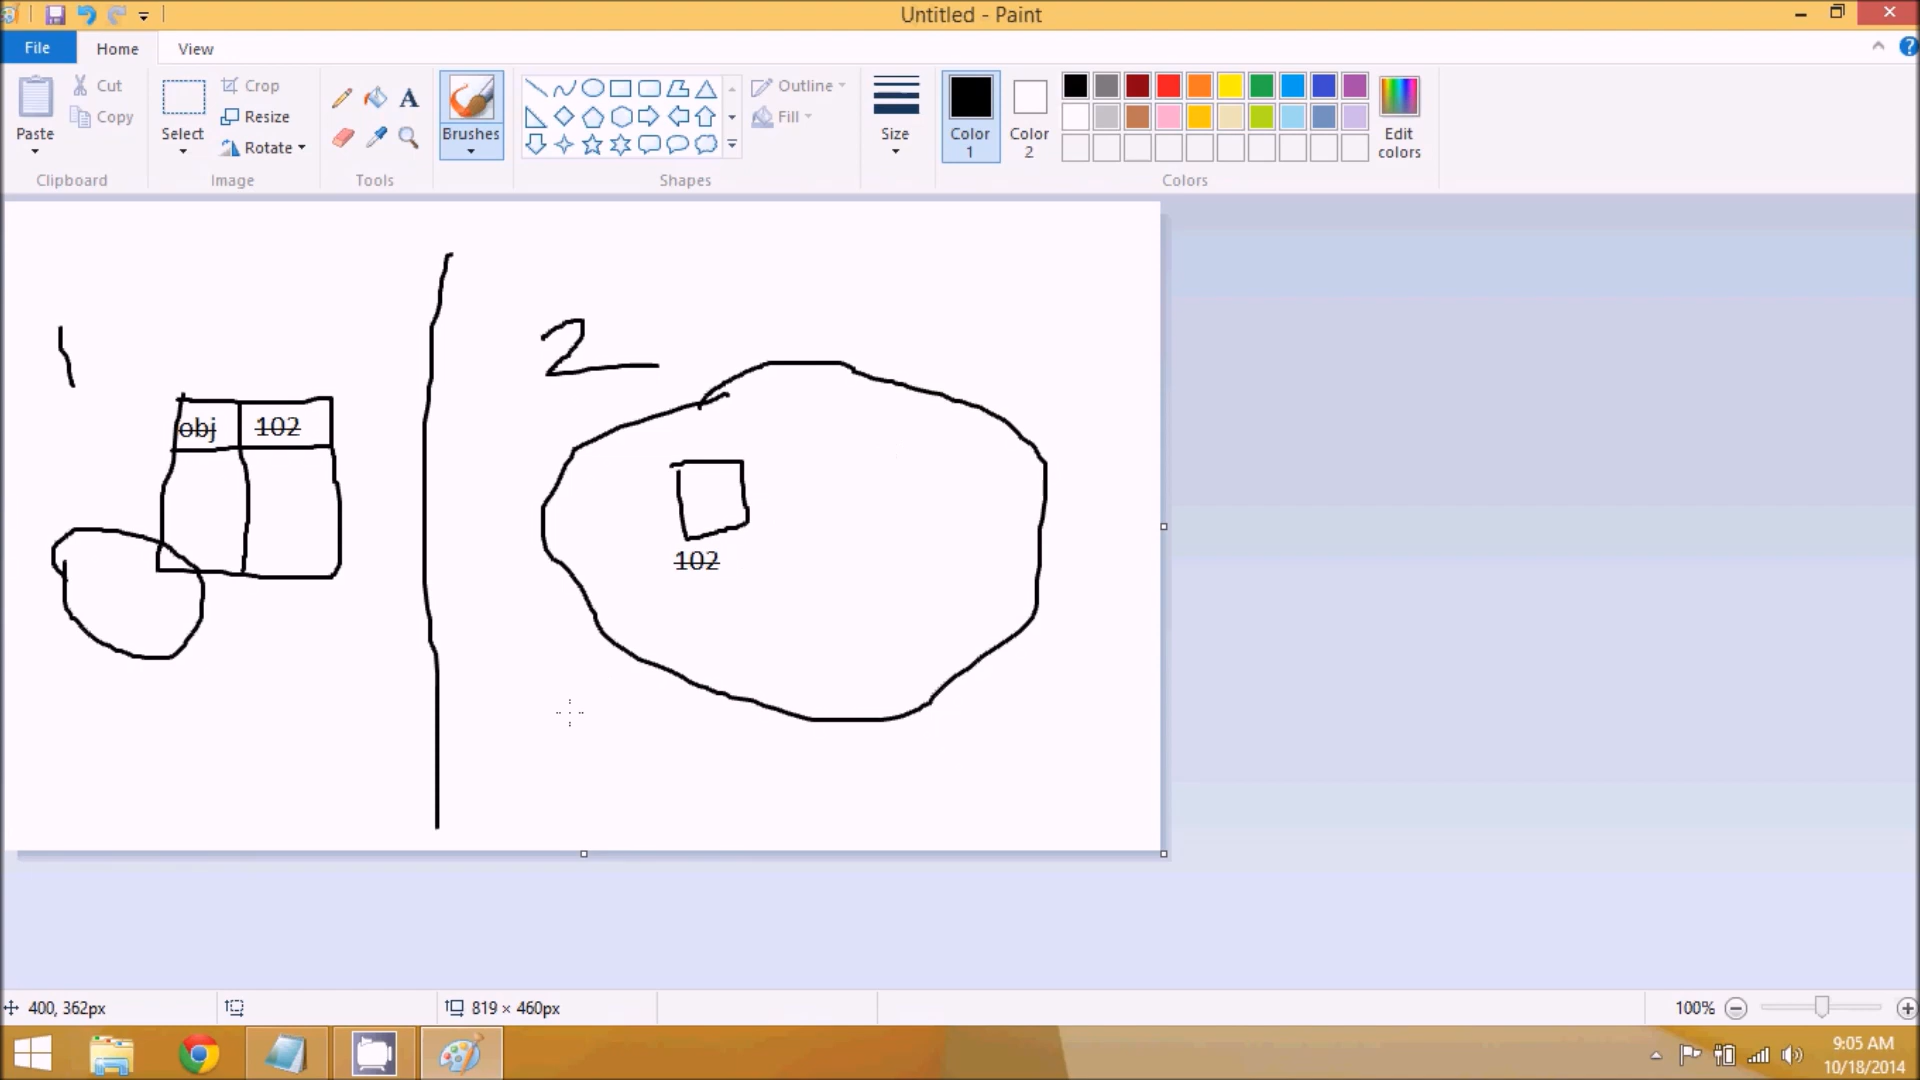 Untitled - Paint
File Home View
Paste
Cut
Copy
Clipboard
Select
Crop
Resize
Rotate
Image
A
Tools
Brushes
Shapes
Outline
Fill
Size
Color 1
Color 2
Edit colors
Colors
?
1
2
obj 102
102
400, 362px
819 × 460px
100%
9:05 AM
10/18/2014